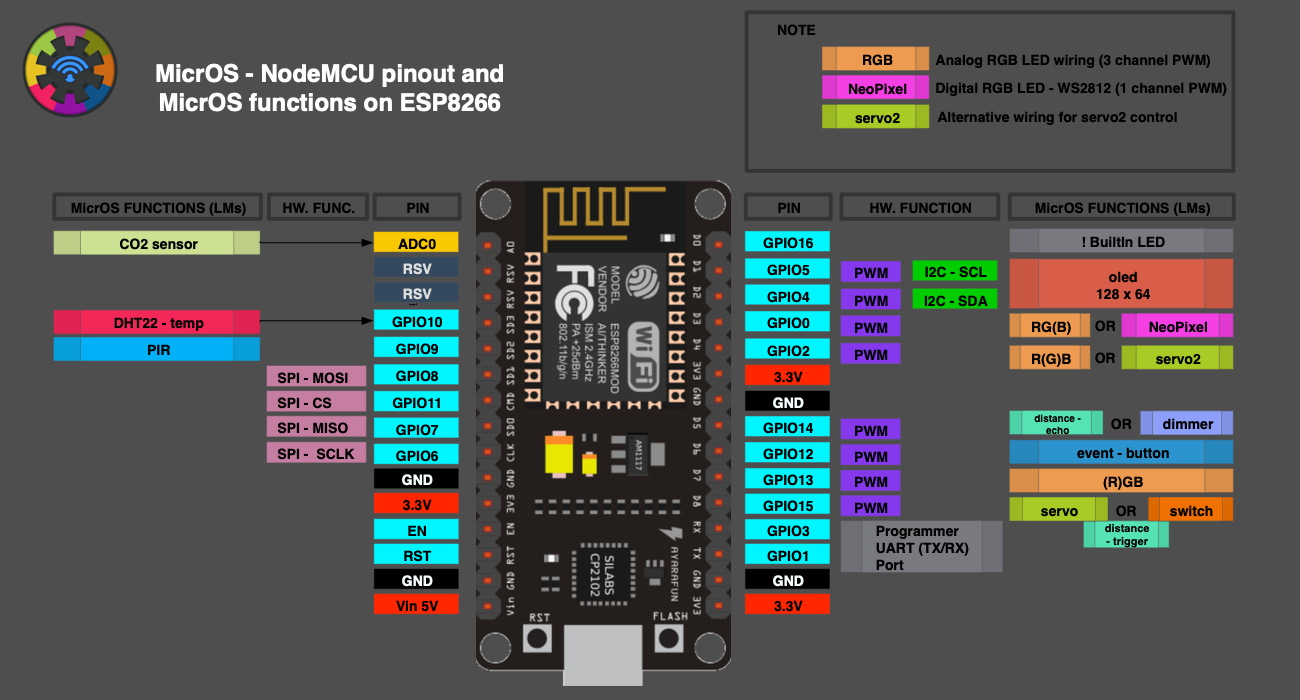 MicrOS - NodeMCU pinout and
MicrOS functions on ESP8266
NOTE
RGB Analog RGB LED wiring (3 channel PWM)
NeoPixel Digital RGB LED - WS2812 (1 channel PWM)
servo2 Alternative wiring for servo2 control
MicrOS FUNCTIONS (LMs) HW. FUNC. PIN
CO2 sensor ADC0
RSV
RSV
DHT22 - temp GPIO10
PIR GPIO9
SPI - MOSI GPIO8
SPI - CS GPIO11
SPI - MISO GPIO7
SPI - SCLK GPIO6
GND
3.3V
EN
RST
GND
Vin 5V
A0
RSV
RSV
SD3
SD2
SD1
CMD
SD0
CLK
GND
3V3
EN
RST
GND
Vin
MODEL ESP8266MOD
VENDOR AI/THINKER
ISM 2.4GHz
PA +25dBm
802.11b/g/n
FC
WiFi
AM1117
SILABS
CP2102
AYARAFUN
RST
FLASH
D0
D1
D2
D3
D4
3V3
GND
D5
D6
D7
D8
RX
TX
GND
3V3
PIN HW. FUNCTION MicrOS FUNCTIONS (LMs)
GPIO16 ! BuiltIn LED
GPIO5 PWM I2C - SCL oled
GPIO4 PWM I2C - SDA 128 x 64
GPIO0 PWM RG(B) OR NeoPixel
GPIO2 PWM R(G)B OR servo2
3.3V
GND
GPIO14 PWM distance - echo OR dimmer
GPIO12 PWM event - button
GPIO13 PWM (R)GB
GPIO15 PWM servo OR switch
distance
- trigger
GPIO3 Programmer
UART (TX/RX)
GPIO1 Port
GND
3.3V